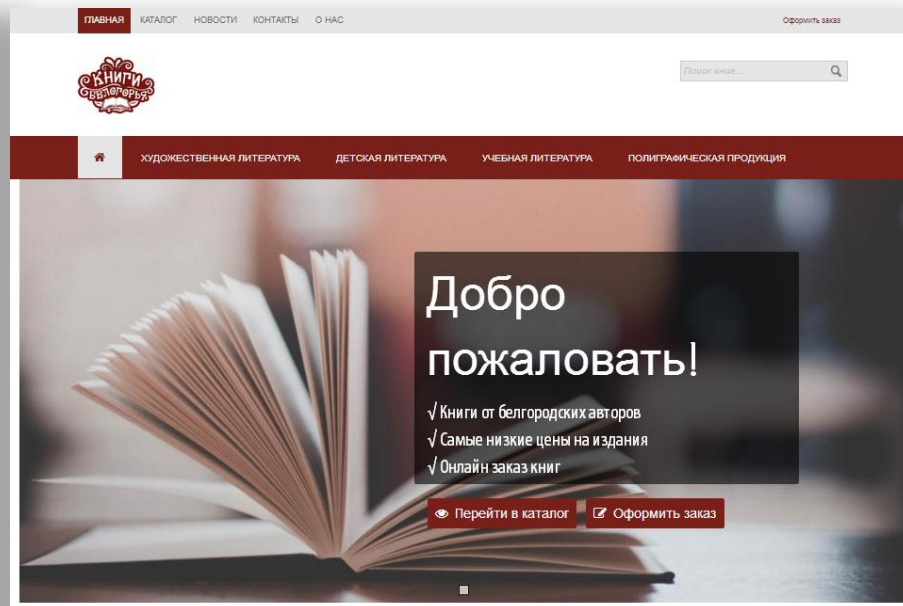 ГЛАВНАЯ КАТАЛОГ НОВОСТИ КОНТАКТЫ О НАС Оформить заказ
КНИГИ
БЕЛОГОРЬЯ
Поиск книг...
ХУДОЖЕСТВЕННАЯ ЛИТЕРАТУРА ДЕТСКАЯ ЛИТЕРАТУРА УЧЕБНАЯ ЛИТЕРАТУРА ПОЛИГРАФИЧЕСКАЯ ПРОДУКЦИЯ
Добро
пожаловать!
√ Книги от белгородских авторов
√ Самые низкие цены на издания
√ Онлайн заказ книг
Перейти в каталог Оформить заказ